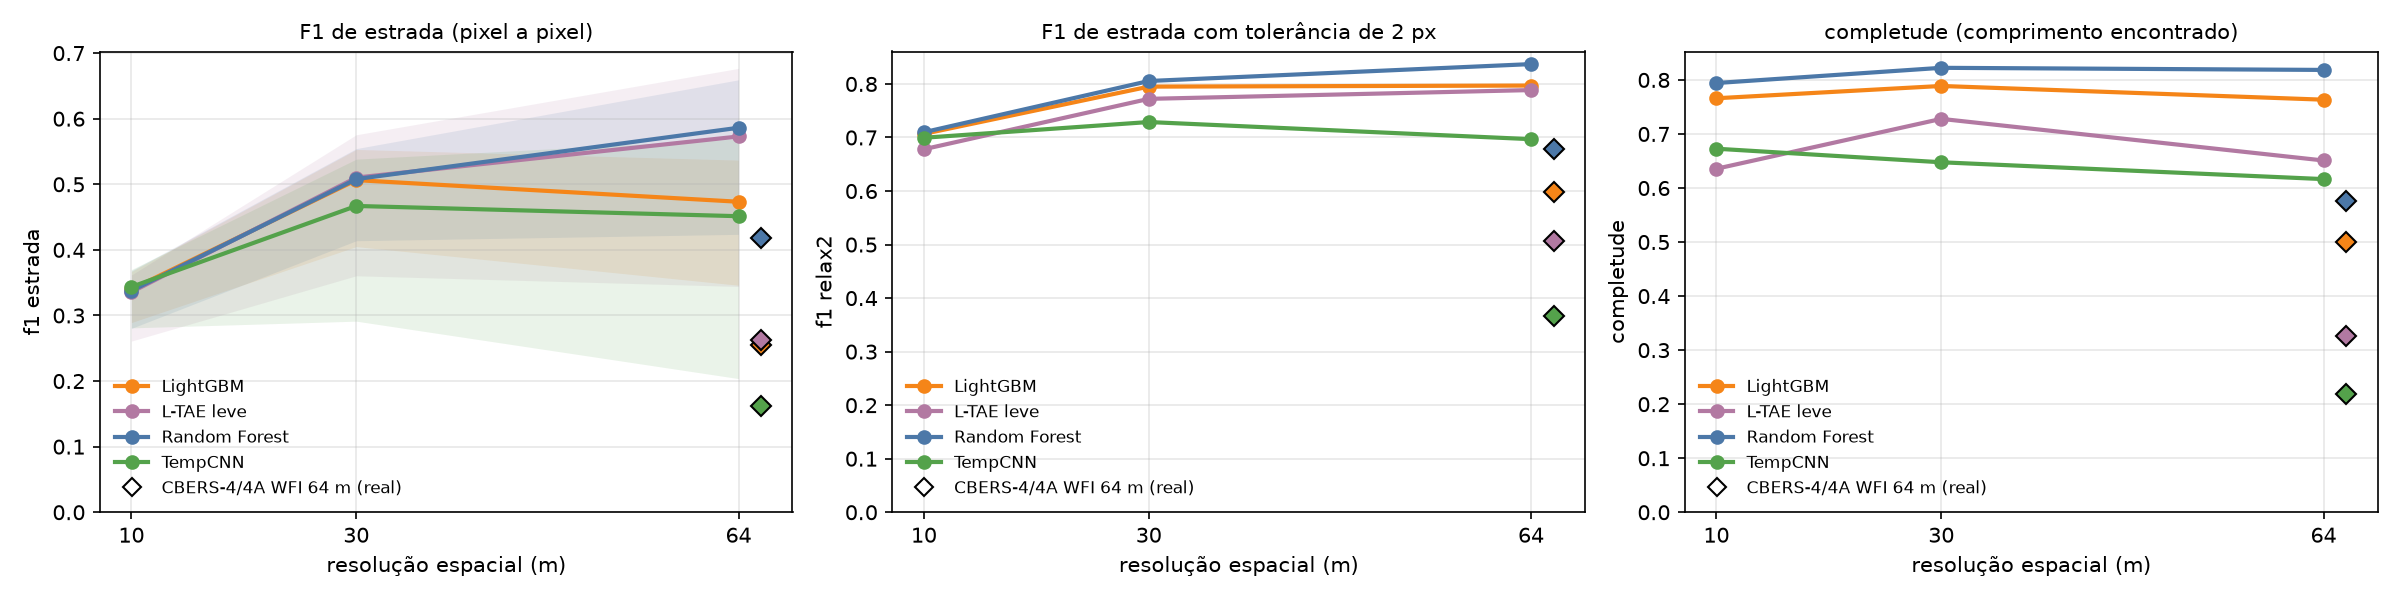 F1 de estrada (pixel a pixel)
f1 estrada
0.7
0.6
0.5
0.4
0.3
0.2
0.1
0.0
LightGBM
L-TAE leve
Random Forest
TempCNN
CBERS-4/4A WFI 64 m (real)
10 30 64
resolução espacial (m)
F1 de estrada com tolerância de 2 px
f1 relax2
0.8
0.7
0.6
0.5
0.4
0.3
0.2
0.1
0.0
LightGBM
L-TAE leve
Random Forest
TempCNN
CBERS-4/4A WFI 64 m (real)
10 30 64
resolução espacial (m)
completude (comprimento encontrado)
completude
0.8
0.7
0.6
0.5
0.4
0.3
0.2
0.1
0.0
LightGBM
L-TAE leve
Random Forest
TempCNN
CBERS-4/4A WFI 64 m (real)
10 30 64
resolução espacial (m)